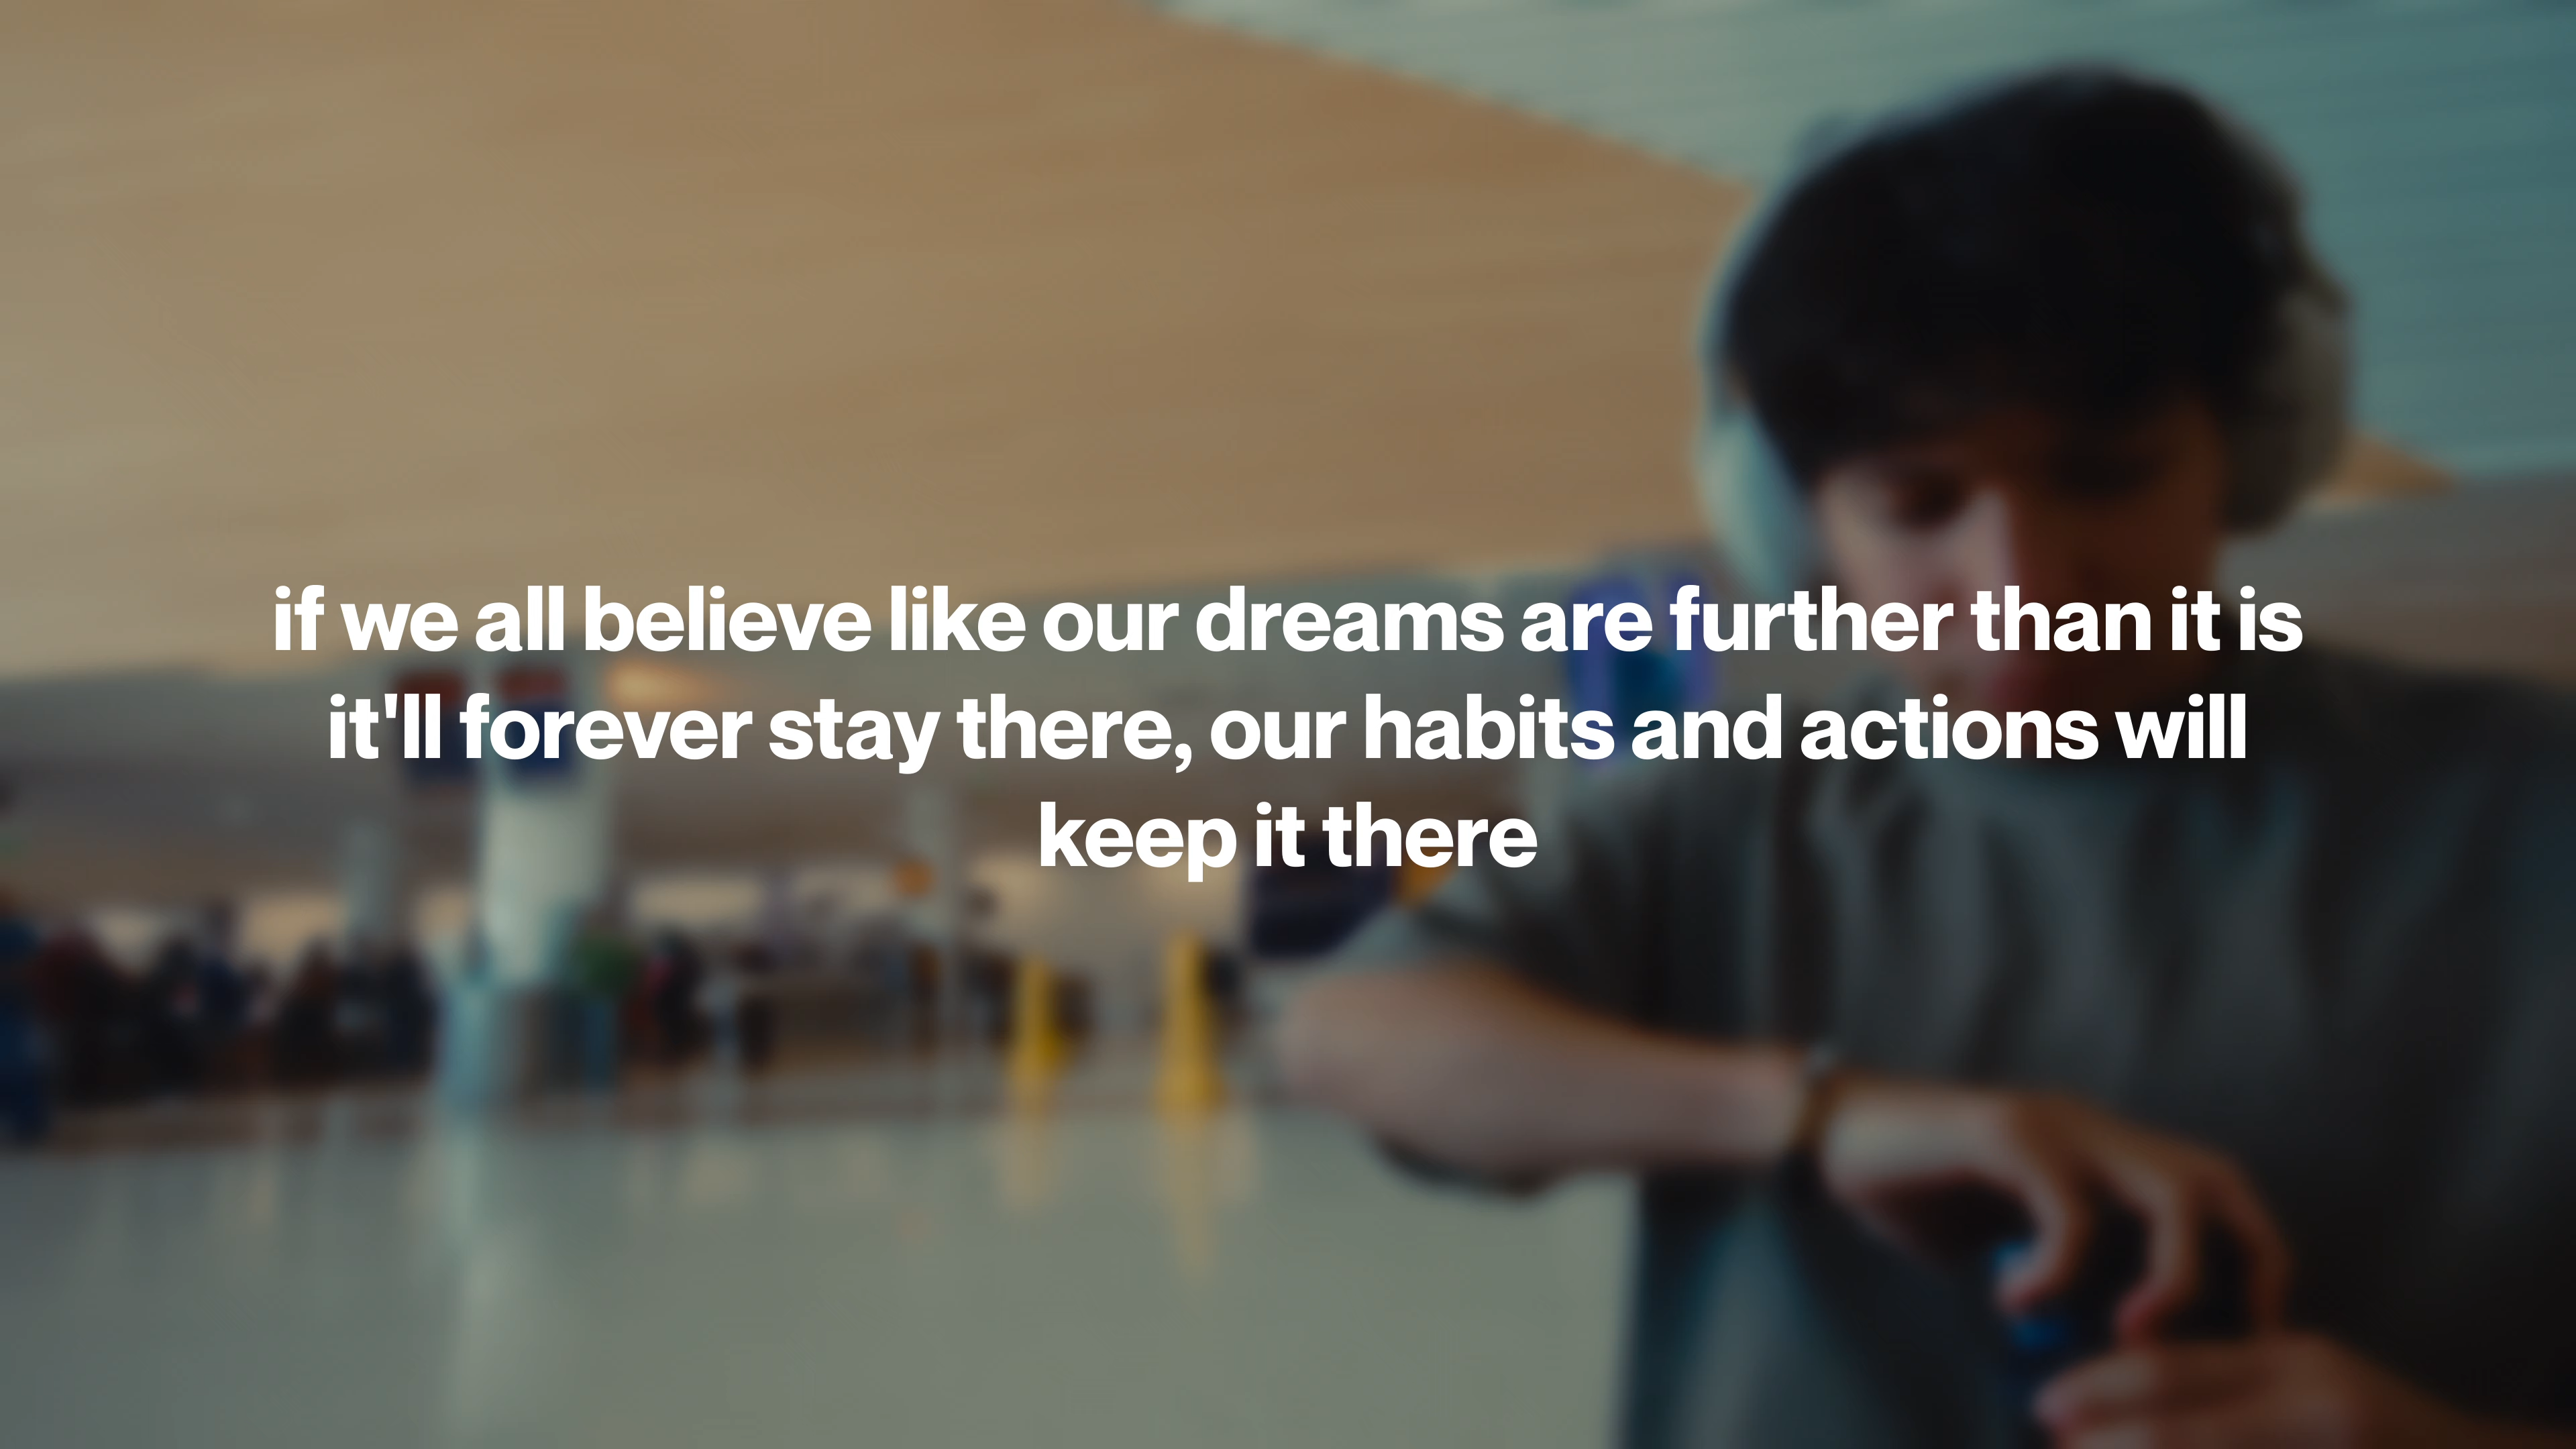 if we all believe like our dreams are further than it is
it'll forever stay there, our habits and actions will
keep it there